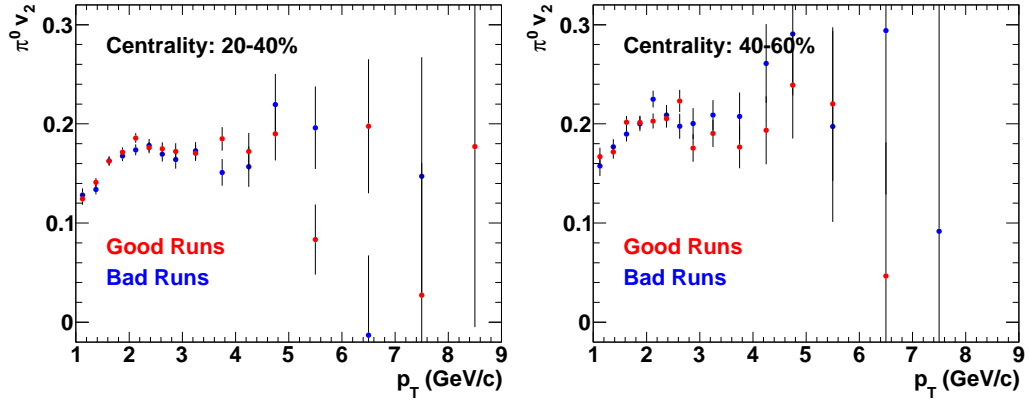 π⁰ v₂
0.3
0.2
0.1
0
Centrality: 20-40%
Good Runs
Bad Runs
1 2 3 4 5 6 7 8 9
p_T (GeV/c)
π⁰ v₂
0.3
0.2
0.1
0
Centrality: 40-60%
Good Runs
Bad Runs
1 2 3 4 5 6 7 8 9
p_T (GeV/c)